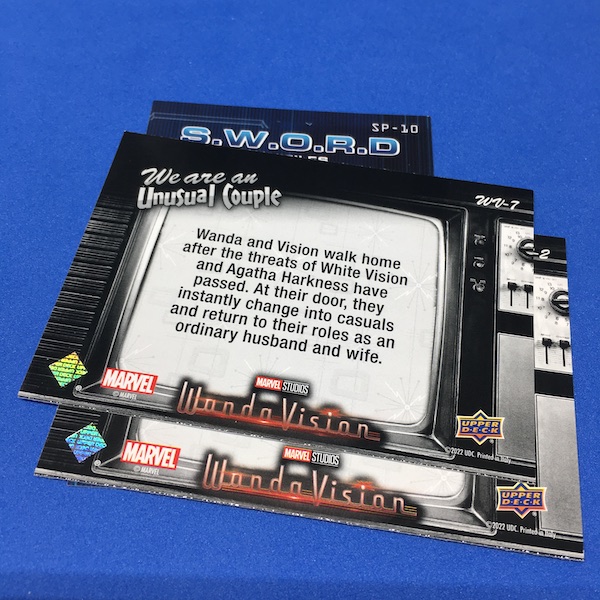 SP-10
S.W.O.R.D
FILES
We are an
Unusual Couple
WV-7
Wanda and Vision walk home
after the threats of White Vision
and Agatha Harkness have
passed. At their door, they
instantly change into casuals
and return to their roles as an
ordinary husband and wife.
MARVEL
© MARVEL
MARVEL STUDIOS
WandaVision
UPPER
D.E.C.K
©2022 UDC. Printed in Italy.
-2
MARVEL
© MARVEL
MARVEL STUDIOS
WandaVision
UPPER
D.E.C.K
©2022 UDC. Printed in Italy.